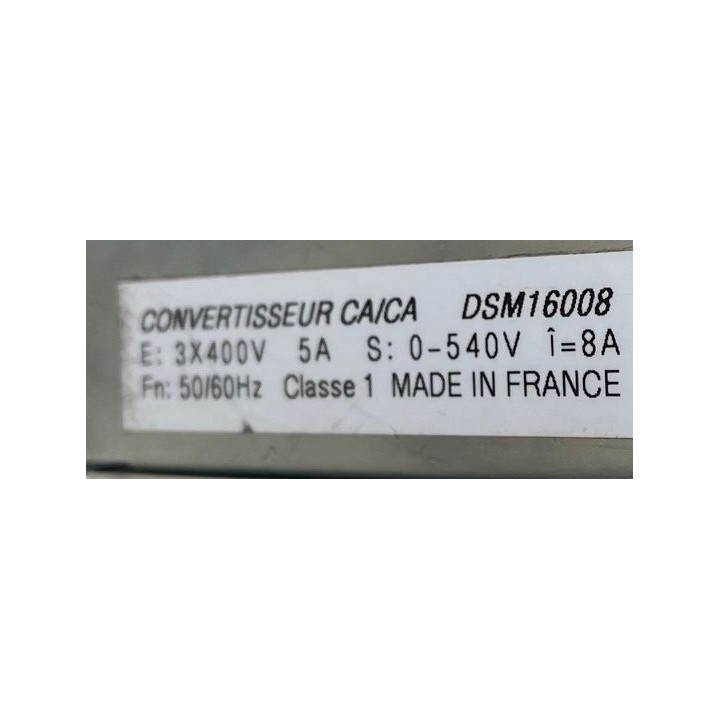 CONVERTISSEUR CA/CA DSM16008
E: 3X400V 5A S: 0-540V Î=8A
Fn: 50/60Hz Classe 1 MADE IN FRANCE